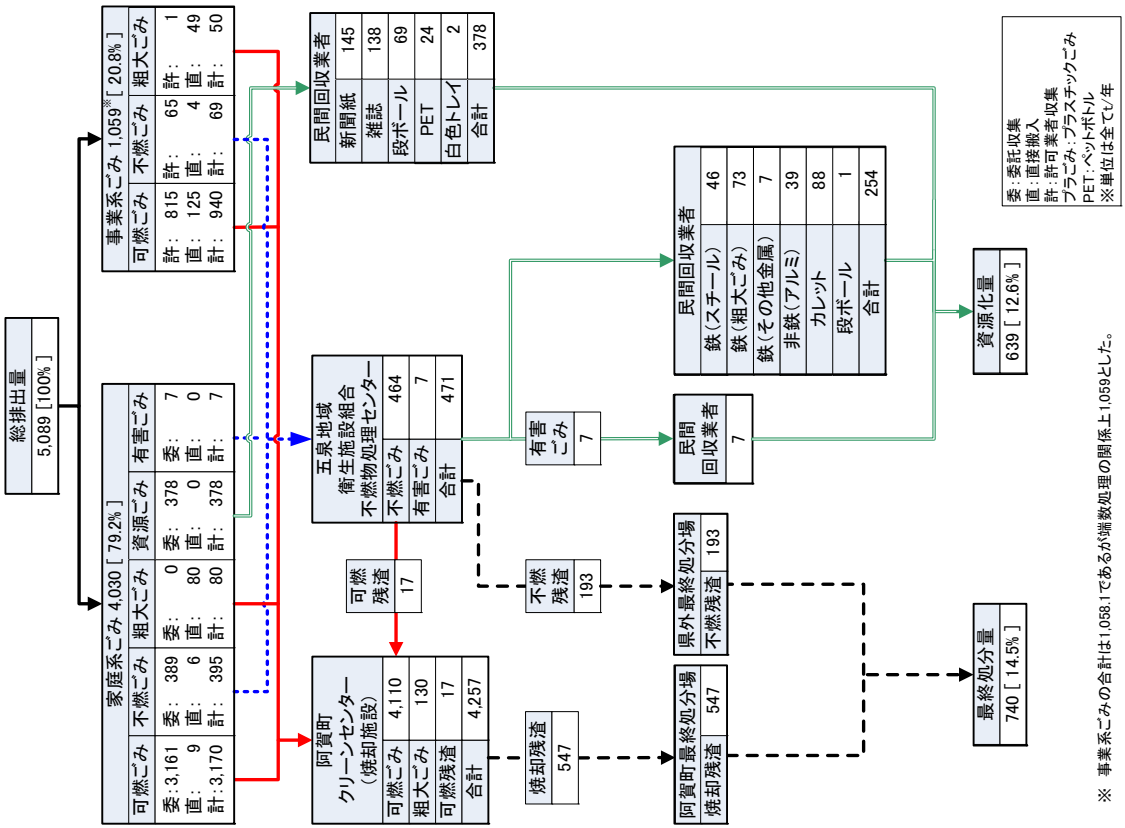 総排出量
5,089 [100%]
家庭系ごみ 4,030 [ 79.2% ]
可燃ごみ 不燃ごみ 粗大ごみ 資源ごみ 有害ごみ
委: 3,161 委: 389 委: 0 委: 378 委: 7
直: 9 直: 6 直: 80 直: 0 直: 0
計: 3,170 計: 395 計: 80 計: 378 計: 7
事業系ごみ 1,059※ [ 20.8% ]
可燃ごみ 不燃ごみ 粗大ごみ
許: 815 許: 65 許: 1
直: 125 直: 4 直: 49
計: 940 計: 69 計: 50
阿賀町
クリーンセンター
(焼却施設)
可燃ごみ 4,110
粗大ごみ 130
可燃残渣 17
合計 4,257
可燃
残渣
17
五泉地域
衛生施設組合
不燃物処理センター
不燃ごみ 464
有害ごみ 7
合計 471
民間回収業者
新聞紙 145
雑誌 138
段ボール 69
PET 24
白色トレイ 2
合計 378
焼却残渣
547
不燃
残渣
193
有害
ごみ
7
阿賀町最終処分場
焼却残渣 547
県外最終処分場
不燃残渣 193
民間
回収業者
7
民間回収業者
鉄(スチール) 46
鉄(粗大ごみ) 73
鉄(その他金属) 7
非鉄(アルミ) 39
カレット 88
段ボール 1
合計 254
最終処分量
740 [ 14.5% ]
資源化量
639 [ 12.6% ]
委:委託収集
直:直接搬入
許:許可業者収集
プラごみ:プラスチックごみ
PET:ペットボトル
※単位は全てt/年
※ 事業系ごみの合計は1,058.1であるが端数処理の関係上1,059とした。